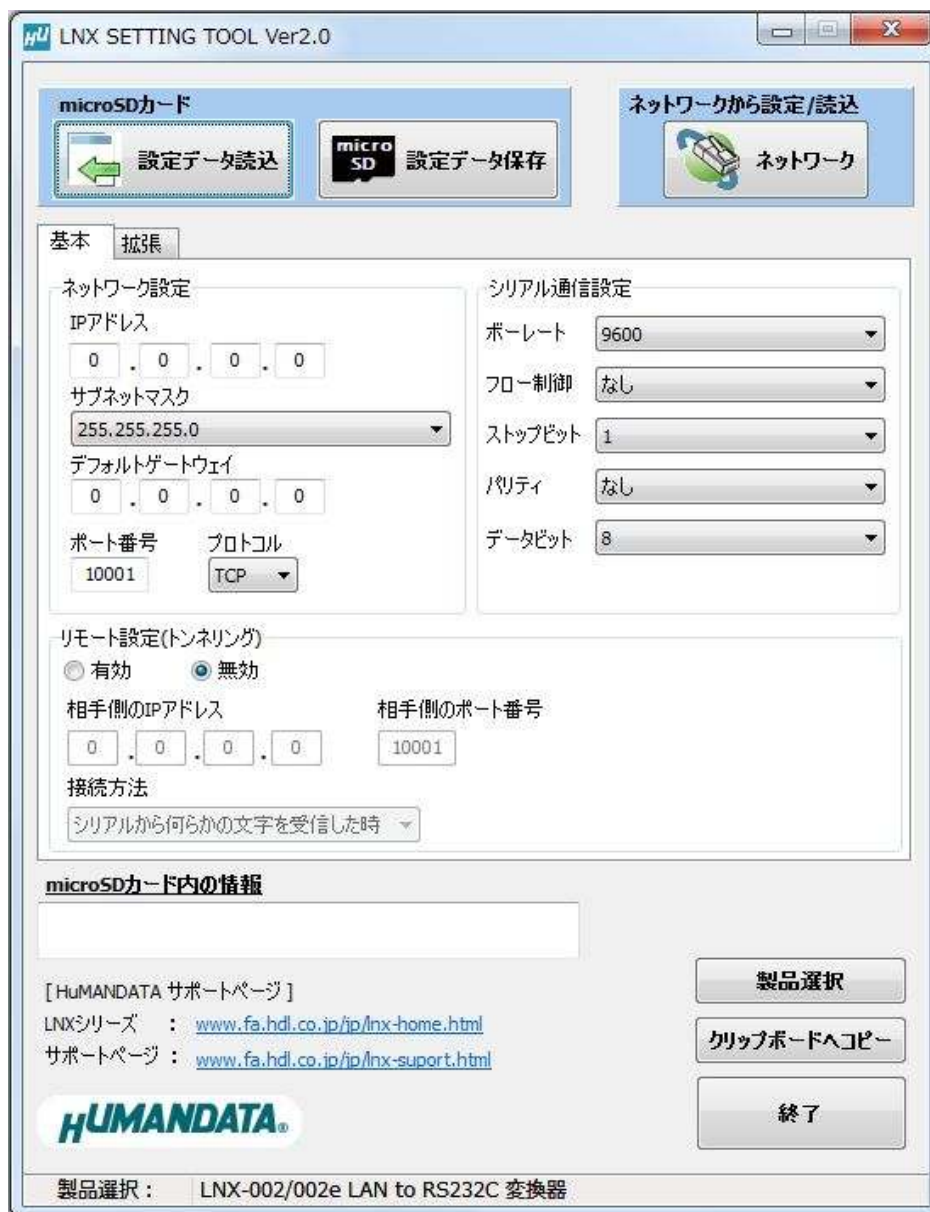 LNX SETTING TOOL Ver2.0
microSDカード
設定データ読込
micro SD 設定データ保存
ネットワークから設定/読込
ネットワーク
基本 拡張
ネットワーク設定
IPアドレス
0 . 0 . 0 . 0
サブネットマスク
255.255.255.0
デフォルトゲートウェイ
0 . 0 . 0 . 0
ポート番号 プロトコル
10001 TCP
シリアル通信設定
ボーレート 9600
フロー制御 なし
ストップビット 1
パリティ なし
データビット 8
リモート設定(トンネリング)
有効 無効
相手側のIPアドレス 相手側のポート番号
0 . 0 . 0 . 0 10001
接続方法
シリアルから何らかの文字を受信した時
microSDカード内の情報
[ HuMANDATA サポートページ ]
LNXシリーズ : www.fa.hdl.co.jp/jp/lnx-home.html
サポートページ : www.fa.hdl.co.jp/jp/lnx-suport.html
HUMANDATA®
製品選択
クリップボードへコピー
終了
製品選択 : LNX-002/002e LAN to RS232C 変換器